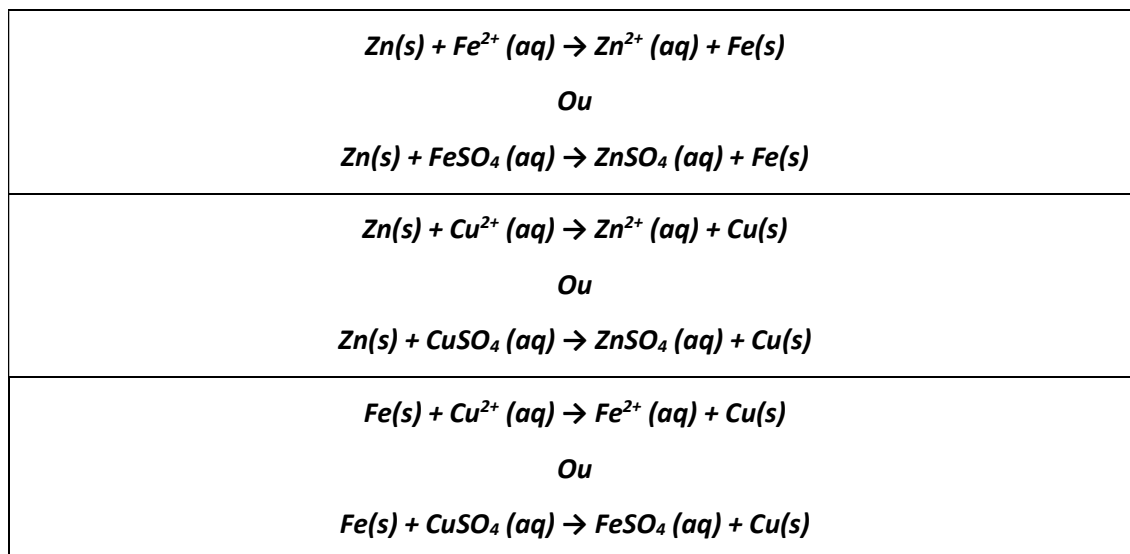 Zn(s) + Fe²⁺ (aq) → Zn²⁺ (aq) + Fe(s)
Ou
Zn(s) + FeSO₄ (aq) → ZnSO₄ (aq) + Fe(s)
Zn(s) + Cu²⁺ (aq) → Zn²⁺ (aq) + Cu(s)
Ou
Zn(s) + CuSO₄ (aq) → ZnSO₄ (aq) + Cu(s)
Fe(s) + Cu²⁺ (aq) → Fe²⁺ (aq) + Cu(s)
Ou
Fe(s) + CuSO₄ (aq) → FeSO₄ (aq) + Cu(s)